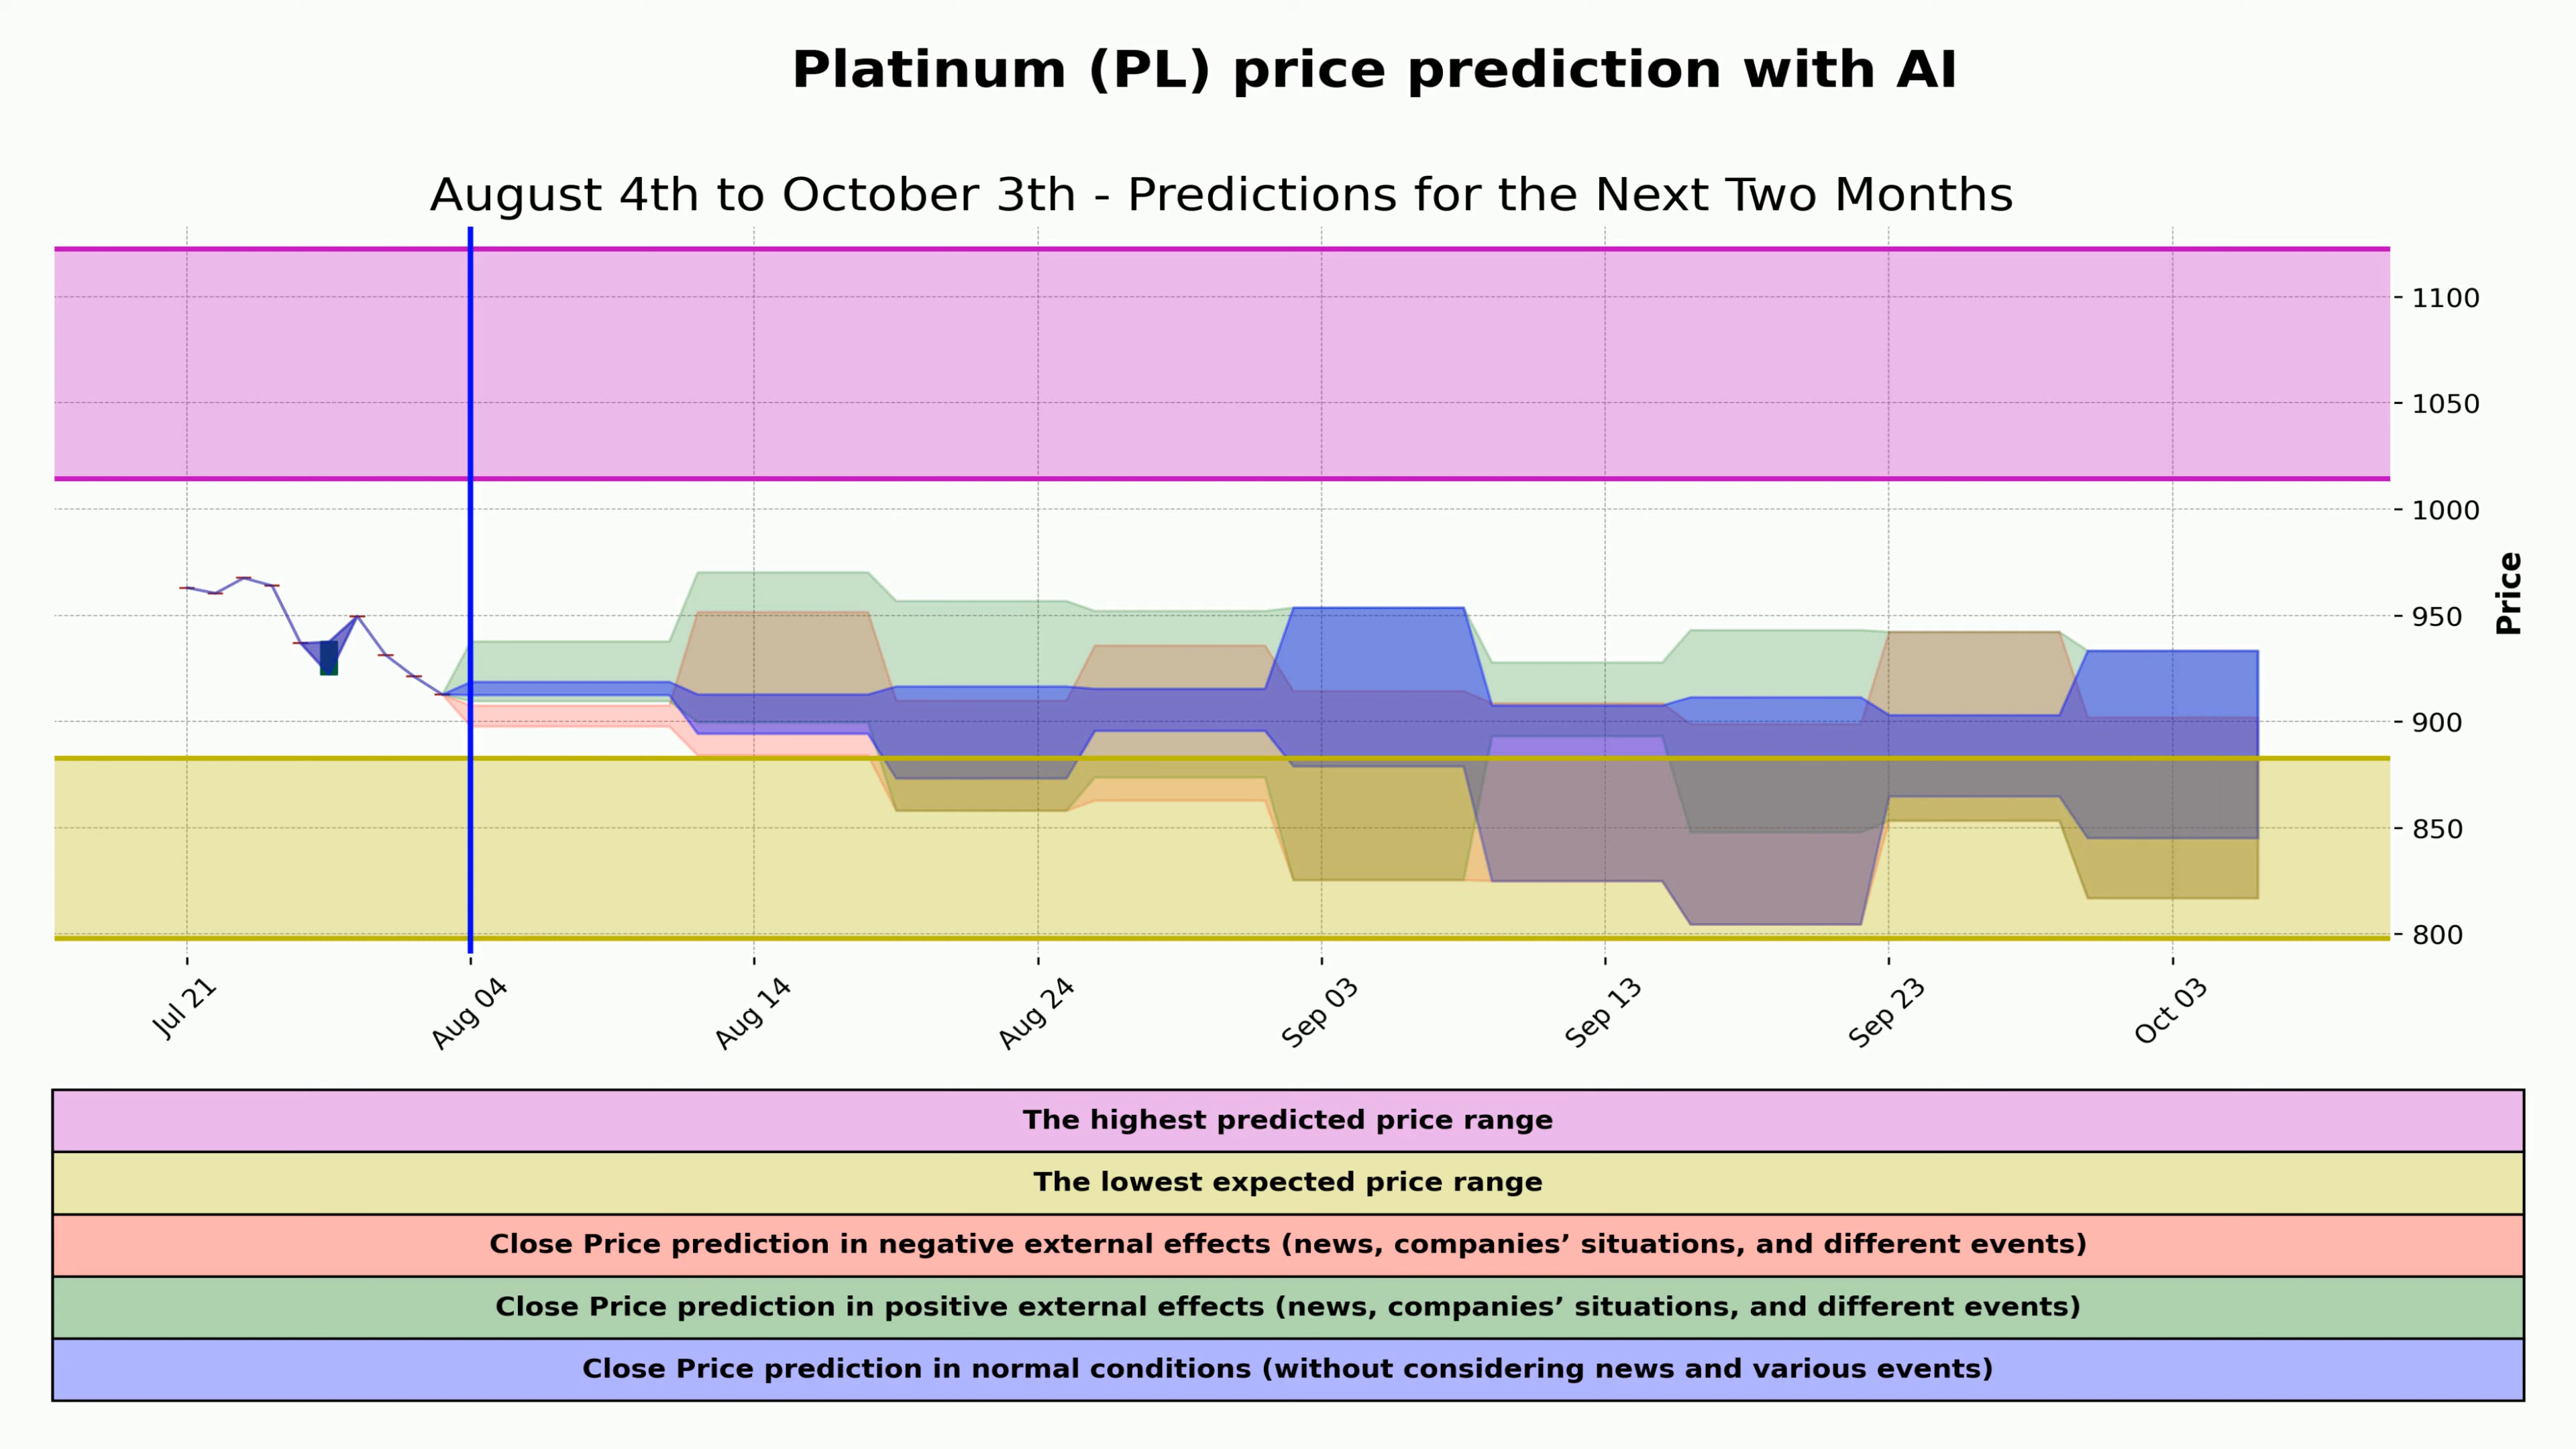 Platinum (PL) price prediction with AI
August 4th to October 3th - Predictions for the Next Two Months
1100
1050
1000
950
900
850
800
Price
Jul 21
Aug 04
Aug 14
Aug 24
Sep 03
Sep 13
Sep 23
Oct 03
The highest predicted price range
The lowest expected price range
Close Price prediction in negative external effects (news, companies’ situations, and different events)
Close Price prediction in positive external effects (news, companies’ situations, and different events)
Close Price prediction in normal conditions (without considering news and various events)